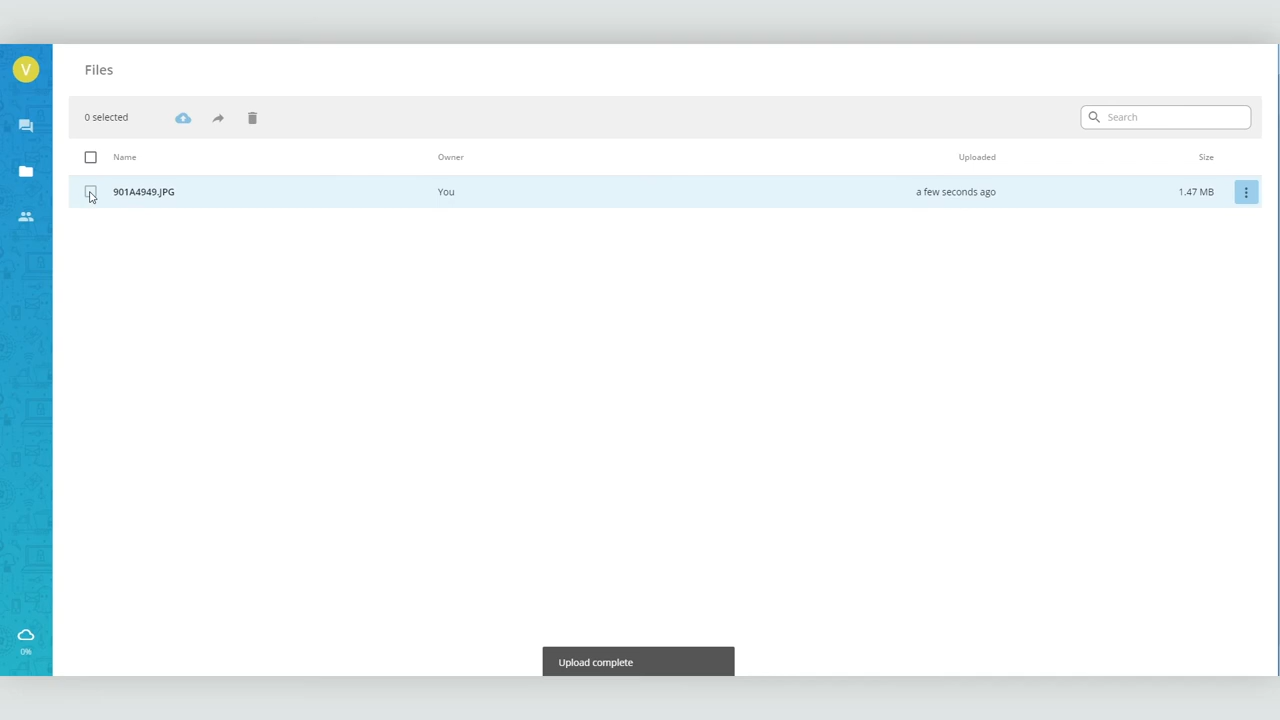 V
Files
0 selected
Search
Name Owner Uploaded Size
901A4949.JPG You a few seconds ago 1.47 MB
0%
Upload complete